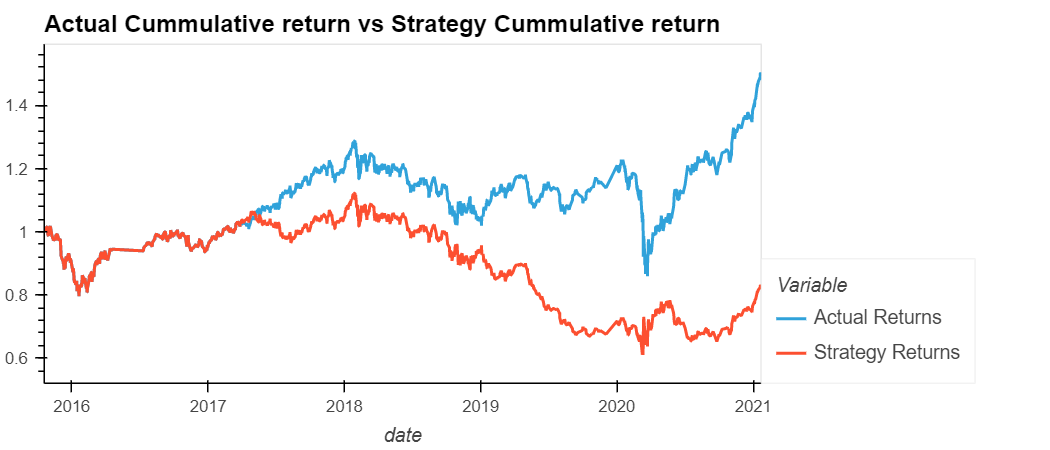 Actual Cummulative return vs Strategy Cummulative return
1.4
1.2
1
0.8
0.6
2016 2017 2018 2019 2020 2021
date
Variable
Actual Returns
Strategy Returns